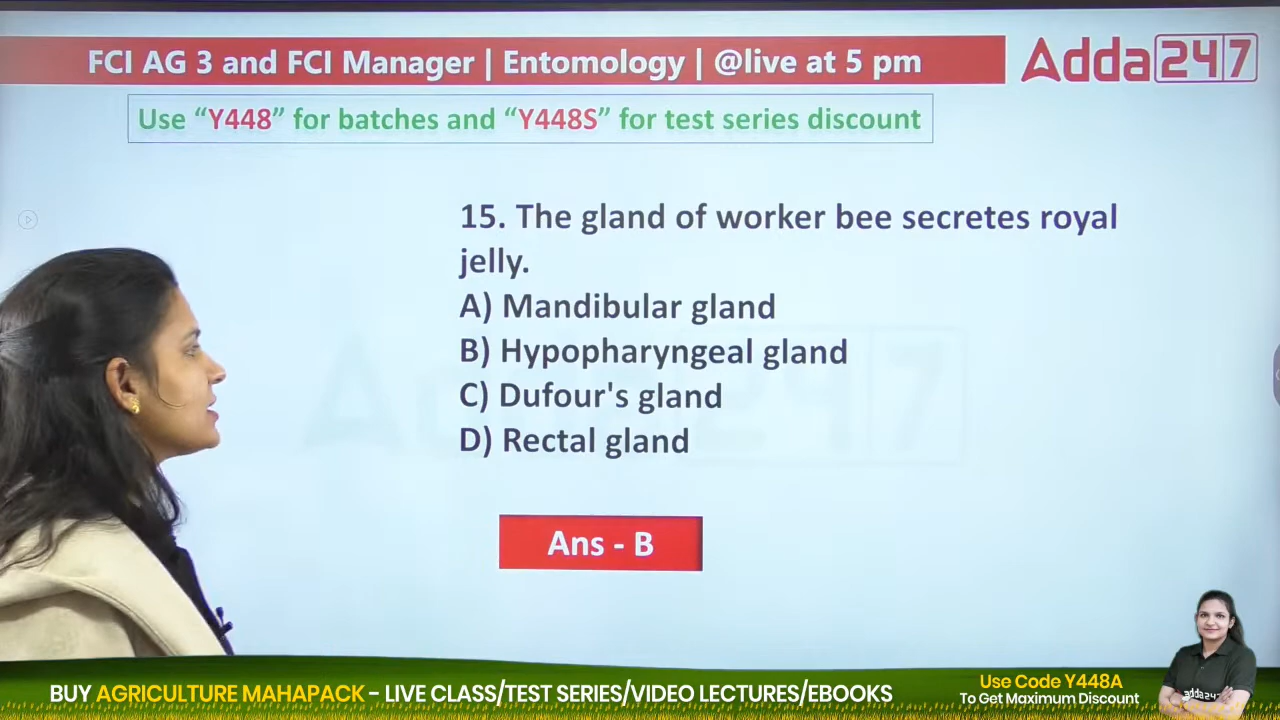 FCI AG 3 and FCI Manager | Entomology | @live at 5 pm
Adda247
Use “Y448” for batches and “Y448S” for test series discount
15. The gland of worker bee secretes royal
jelly.
A) Mandibular gland
B) Hypopharyngeal gland
C) Dufour's gland
D) Rectal gland
Ans - B
BUY AGRICULTURE MAHAPACK – LIVE CLASS/TEST SERIES/VIDEO LECTURES/EBOOKS
Use Code Y448A
To Get Maximum Discount
adda247